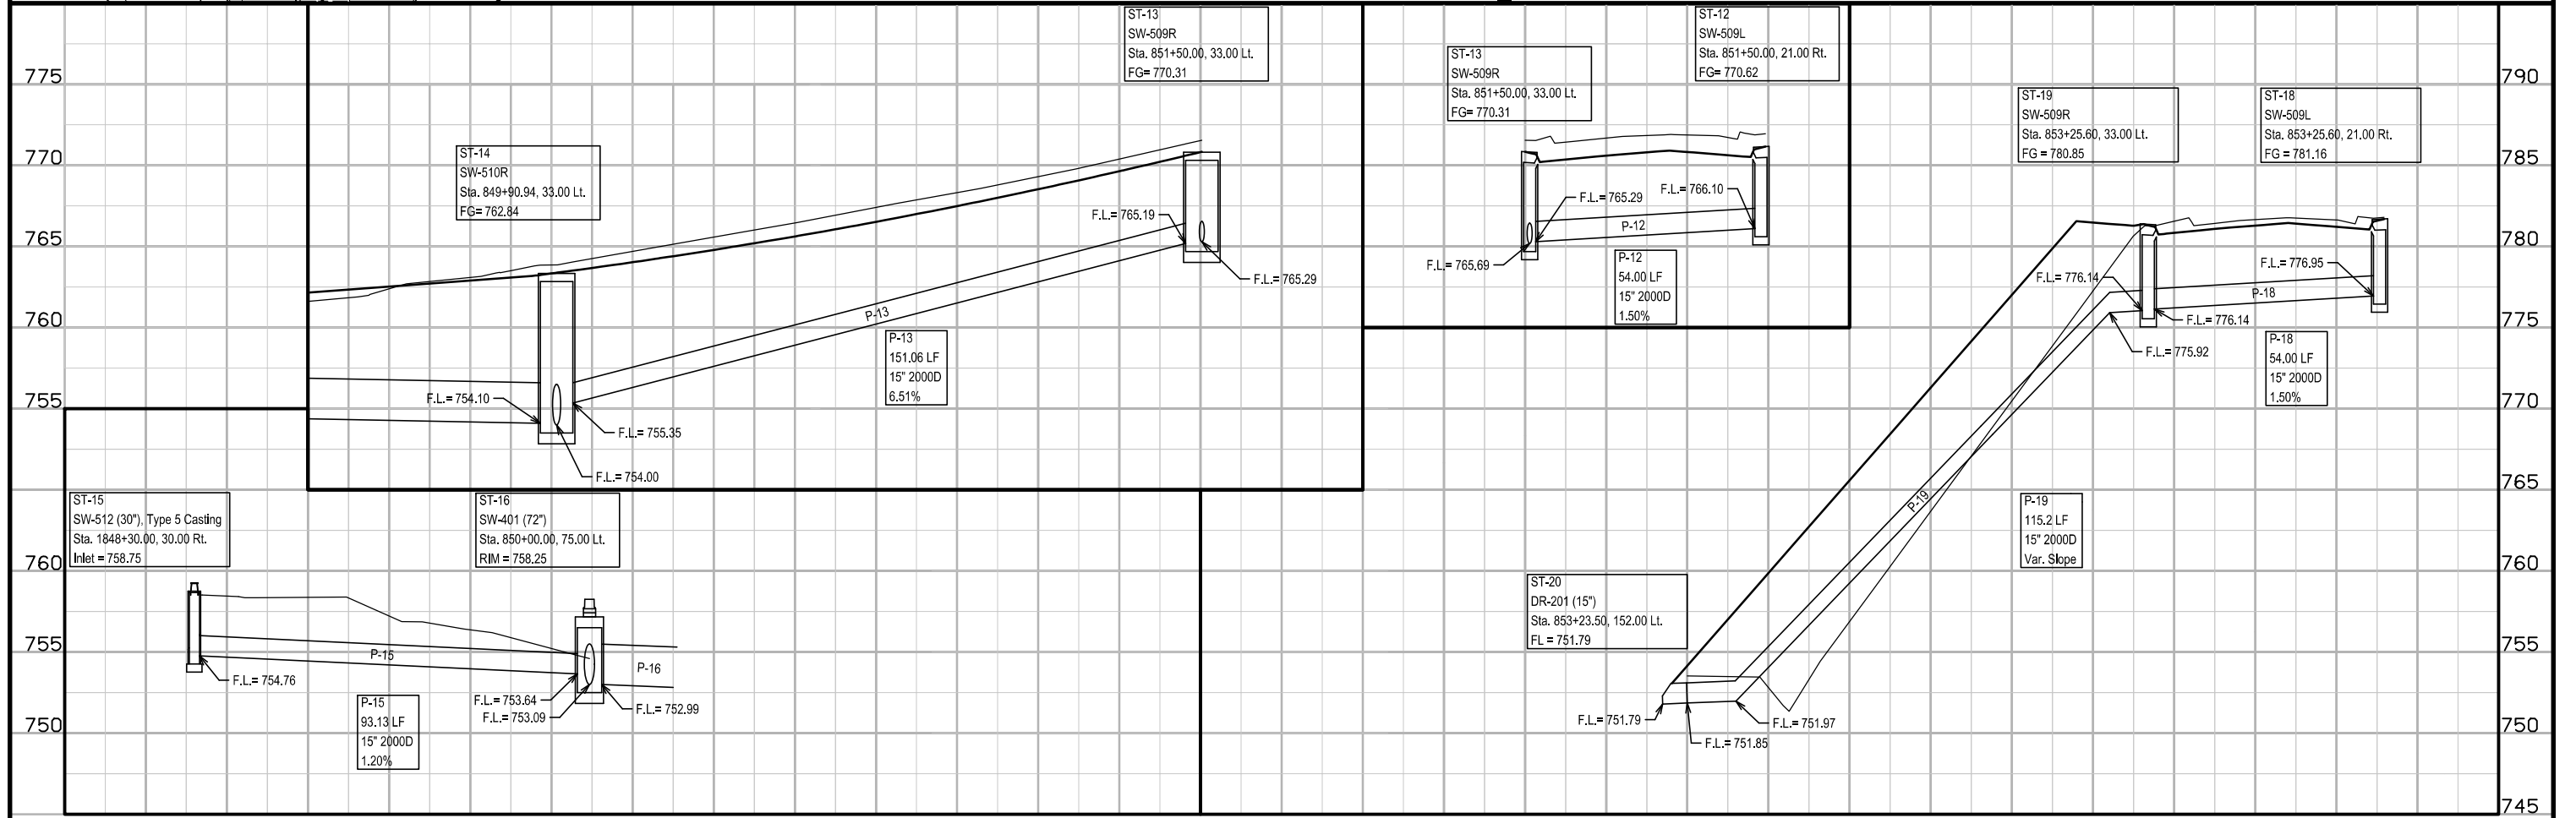 ST-13
SW-509R
Sta. 851+50.00, 33.00 Lt.
FG= 770.31
ST-12
SW-509L
Sta. 851+50.00, 21.00 Rt.
FG= 770.62
ST-13
SW-509R
Sta. 851+50.00, 33.00 Lt.
FG= 770.31
ST-19
SW-509R
Sta. 853+25.60, 33.00 Lt.
FG = 780.85
ST-18
SW-509L
Sta. 853+25.60, 21.00 Rt.
FG = 781.16
ST-14
SW-510R
Sta. 849+90.94, 33.00 Lt.
FG= 762.84
775
770
765
760
755
760
755
750
790
785
780
775
770
765
760
755
750
745
F.L.= 765.19
F.L.= 765.29
P-13
P-13
151.06 LF
15" 2000D
6.51%
F.L.= 754.10
F.L.= 755.35
F.L.= 754.00
F.L.= 765.29
F.L.= 766.10
P-12
F.L.= 765.69
P-12
54.00 LF
15" 2000D
1.50%
F.L.= 776.14
F.L.= 776.95
P-18
F.L.= 776.14
F.L.= 775.92
P-18
54.00 LF
15" 2000D
1.50%
ST-15
SW-512 (30"), Type 5 Casting
Sta. 1848+30.00, 30.00 Rt.
Inlet = 758.75
ST-16
SW-401 (72")
Sta. 850+00.00, 75.00 Lt.
RIM = 758.25
P-15
P-16
F.L.= 754.76
F.L.= 753.64
F.L.= 753.09
F.L.= 752.99
P-15
93.13 LF
15" 2000D
1.20%
P-19
P-19
115.2 LF
15" 2000D
Var. Slope
ST-20
DR-201 (15")
Sta. 853+23.50, 152.00 Lt.
FL = 751.79
F.L.= 751.79
F.L.= 751.97
F.L.= 751.85